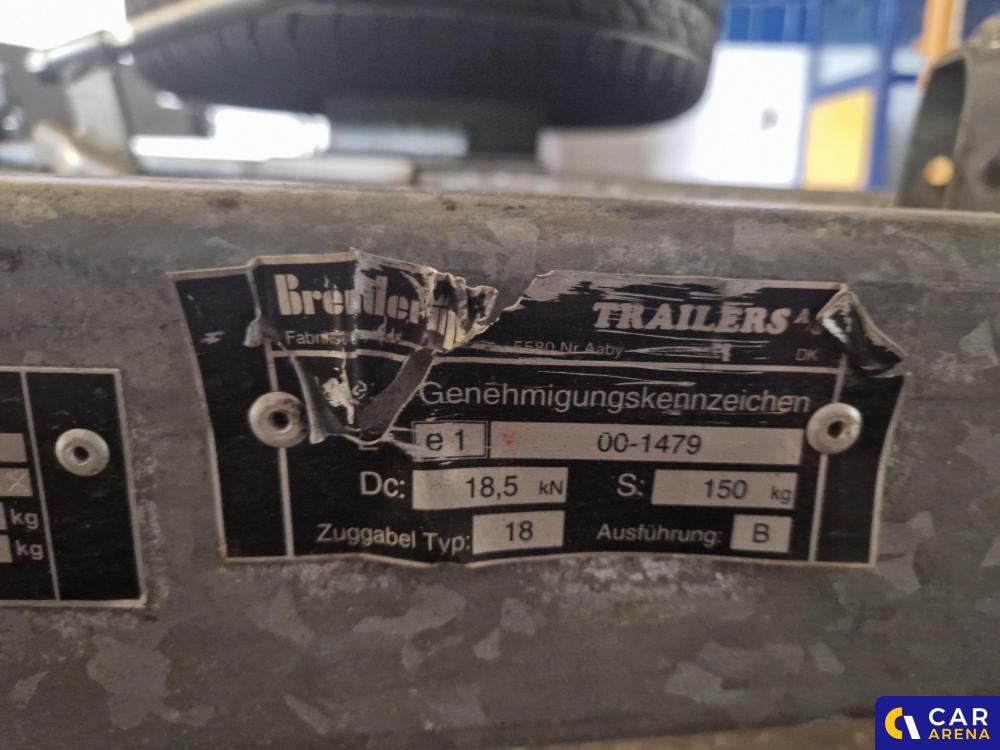 Brenderup TRAILERS A
5580 Nr Aaby DK
Genehmigungskennzeichen
e 1 00-1479
Dc: 18,5 kN S: 150 kg
Zuggabel Typ: 18 Ausführung: B
kg
kg
CAR
ARENA